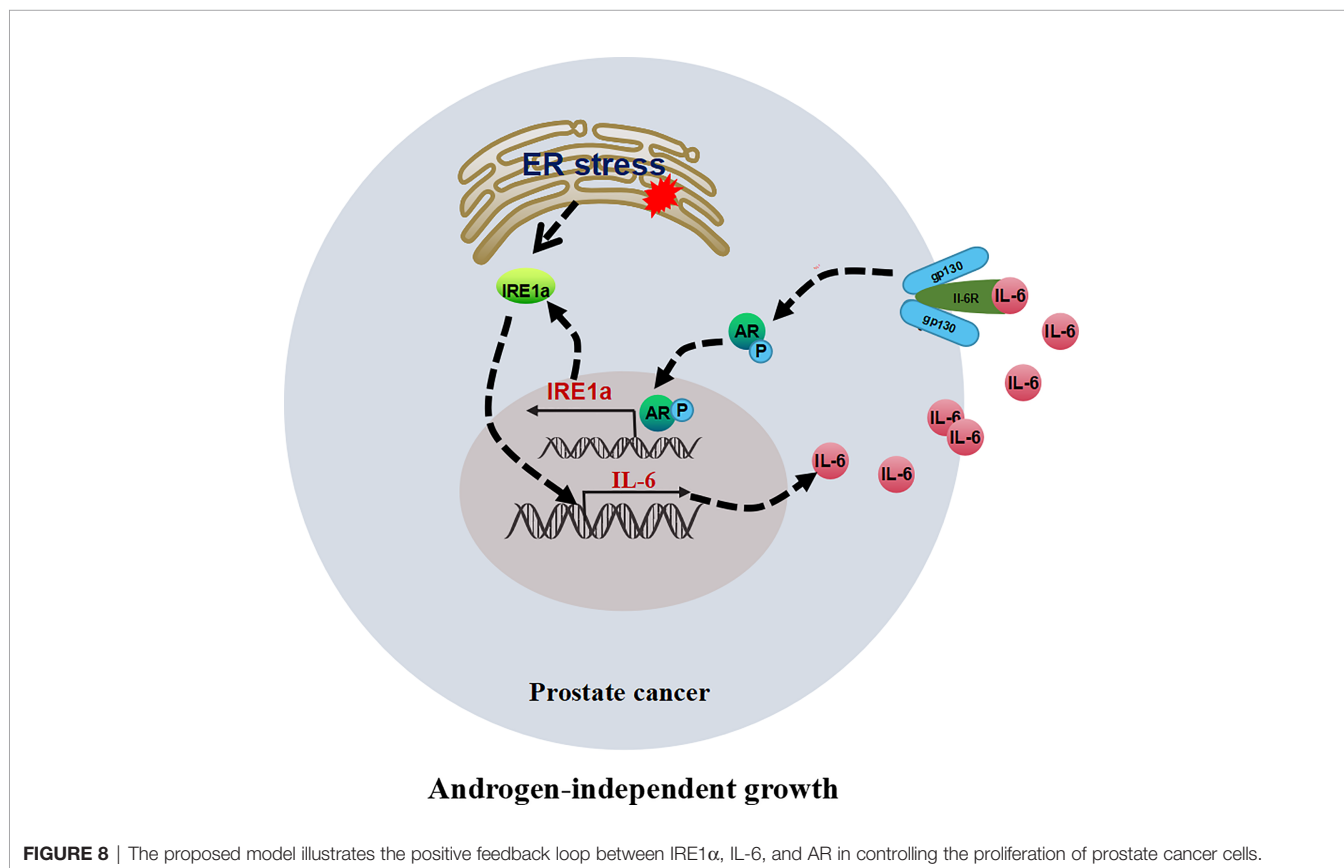 ER stress
IRE1a
gp130
II-6R
IL-6
gp130
IL-6
AR
P
IL-6
IRE1a
AR
P
IL-6
IL-6
IL-6
IL-6
IL-6
Prostate cancer
Androgen-independent growth
FIGURE 8 | The proposed model illustrates the positive feedback loop between IRE1α, IL-6, and AR in controlling the proliferation of prostate cancer cells.